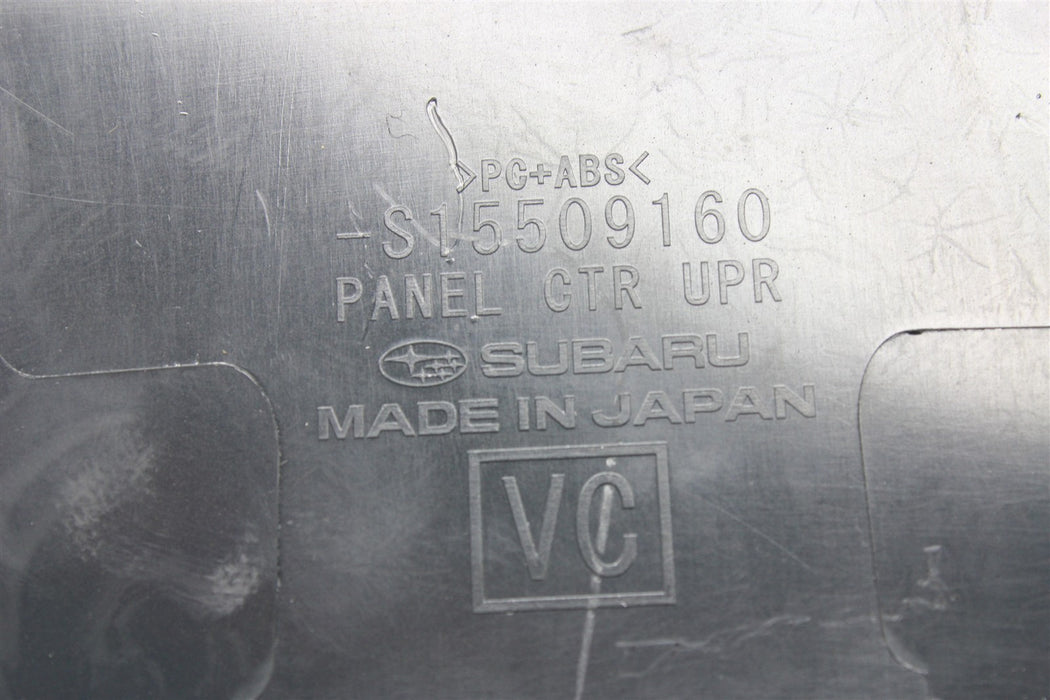 >PC+ABS<
-S15509160
PANEL CTR UPR
SUBARU
MADE IN JAPAN
VC